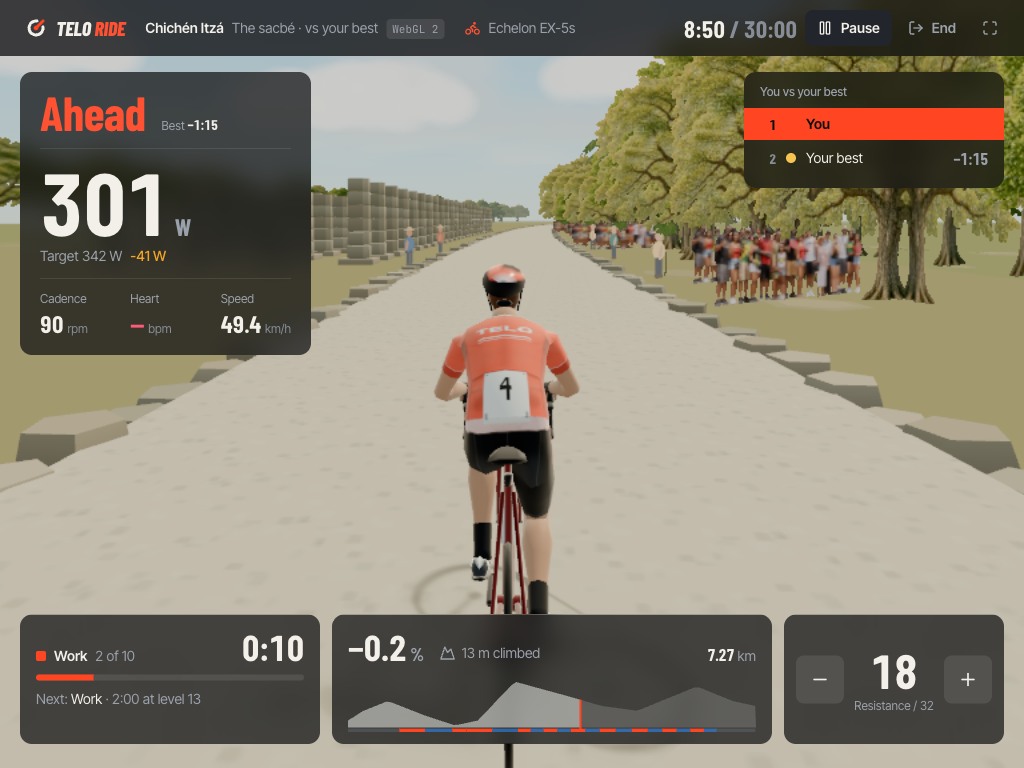 TELO RIDE Chichén Itzá The sacbé · vs your best WebGL 2 Echelon EX-5s 8:50 / 30:00 Pause End
Ahead Best −1:15
301 W
Target 342 W -41 W
Cadence Heart Speed
90 rpm — bpm 49.4 km/h
You vs your best
1 You
2 Your best −1:15
TELO
4
Work 2 of 10 0:10
Next: Work · 2:00 at level 13
−0.2 % 13 m climbed 7.27 km
− 18 +
Resistance / 32